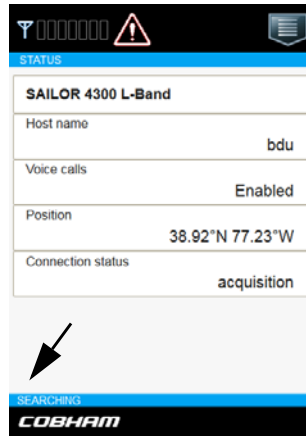 STATUS
SAILOR 4300 L-Band
Host name
bdu
Voice calls
Enabled
Position
38.92°N 77.23°W
Connection status
acquisition
SEARCHING
COBHAM